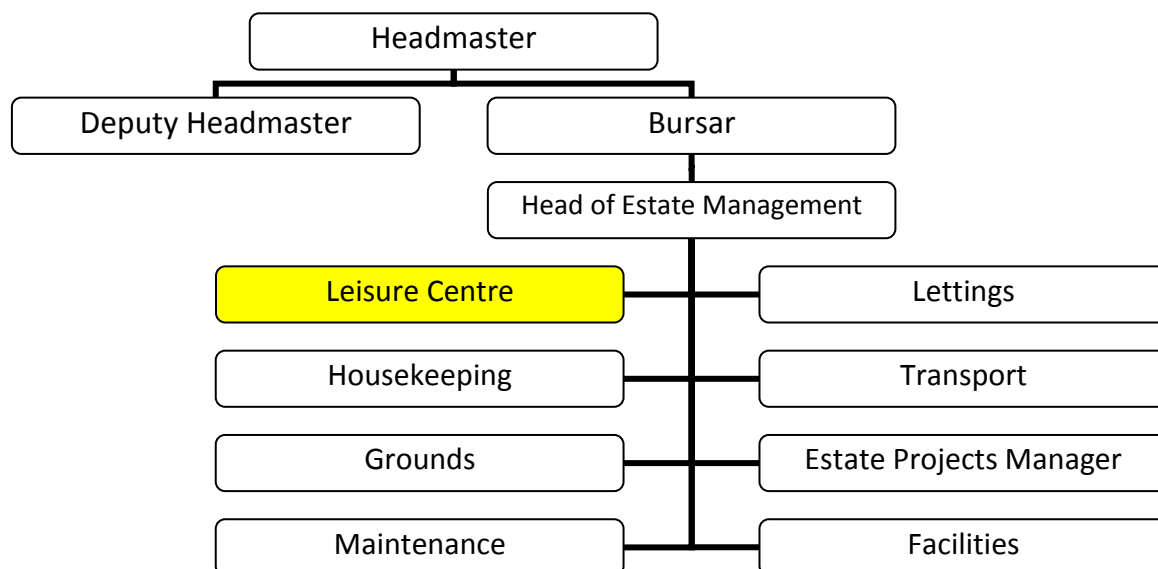 Headmaster
Deputy Headmaster
Bursar
Head of Estate Management
Leisure Centre
Lettings
Housekeeping
Transport
Grounds
Estate Projects Manager
Maintenance
Facilities